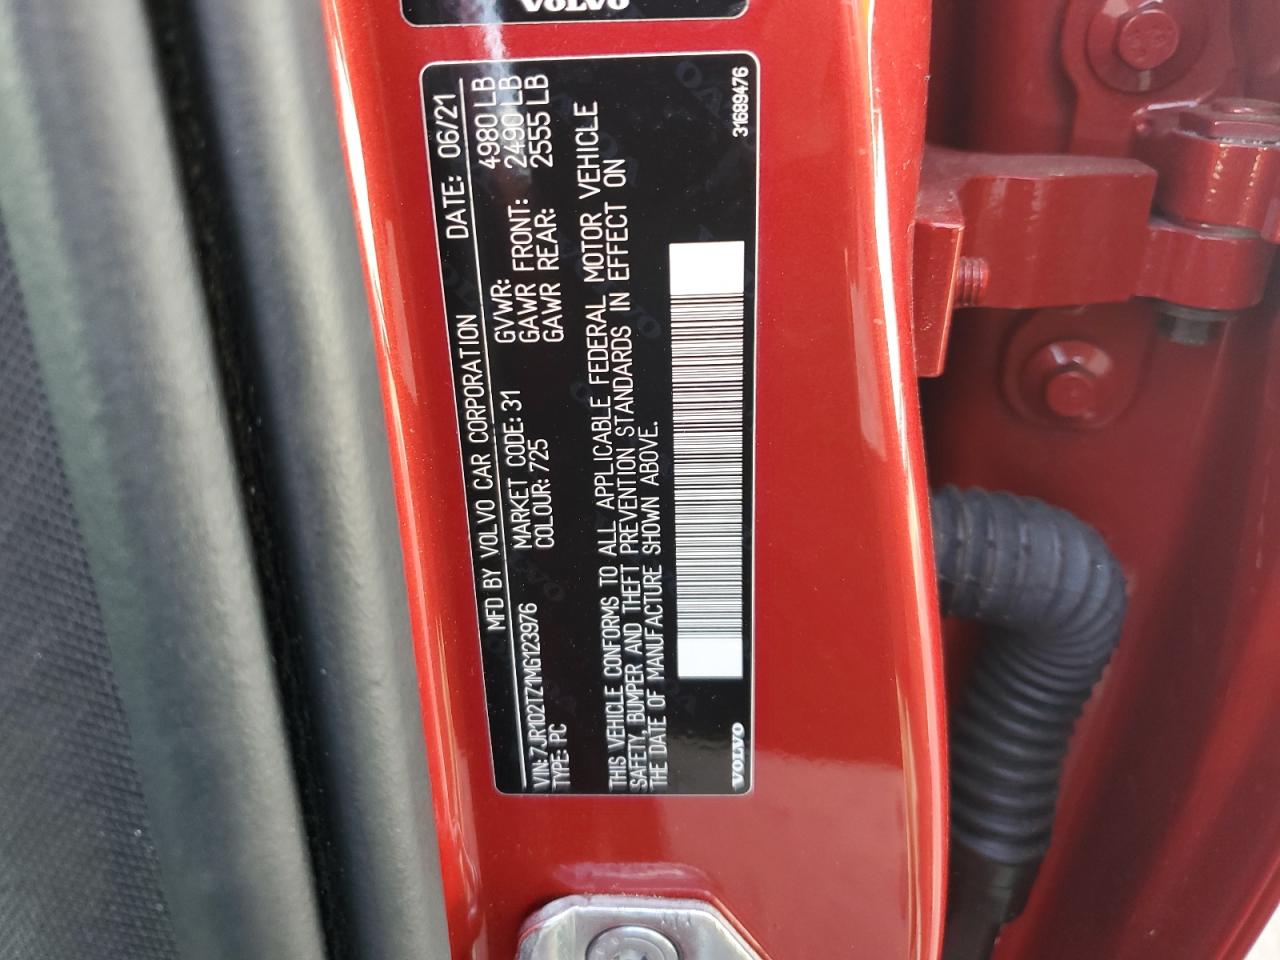 VOLVO
MFD BY VOLVO CAR CORPORATION DATE: 06/21
VIN: 7JR102TZ1MG123976 MARKET CODE: 31 GVWR: 4980 LB
TYPE: PC COLOUR: 725 GAWR FRONT: 2490 LB
GAWR REAR: 2555 LB
THIS VEHICLE CONFORMS TO ALL APPLICABLE FEDERAL MOTOR VEHICLE
SAFETY, BUMPER AND THEFT PREVENTION STANDARDS IN EFFECT ON
THE DATE OF MANUFACTURE SHOWN ABOVE.
VOLVO 31689476